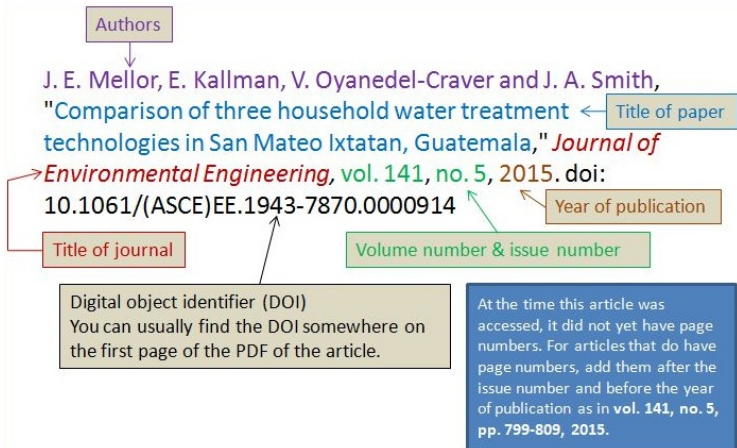 Authors
J. E. Mellor, E. Kallman, V. Oyanedel-Craver and J. A. Smith,
"Comparison of three household water treatment
Title of paper
technologies in San Mateo Ixtatan, Guatemala," Journal of
Environmental Engineering, vol. 141, no. 5, 2015. doi:
10.1061/(ASCE)EE.1943-7870.0000914
Year of publication
Title of journal
Volume number & issue number
Digital object identifier (DOI)
You can usually find the DOI somewhere on
the first page of the PDF of the article.
At the time this article was
accessed, it did not yet have page
numbers. For articles that do have
page numbers, add them after the
issue number and before the year
of publication as in vol. 141, no. 5,
pp. 799-809, 2015.